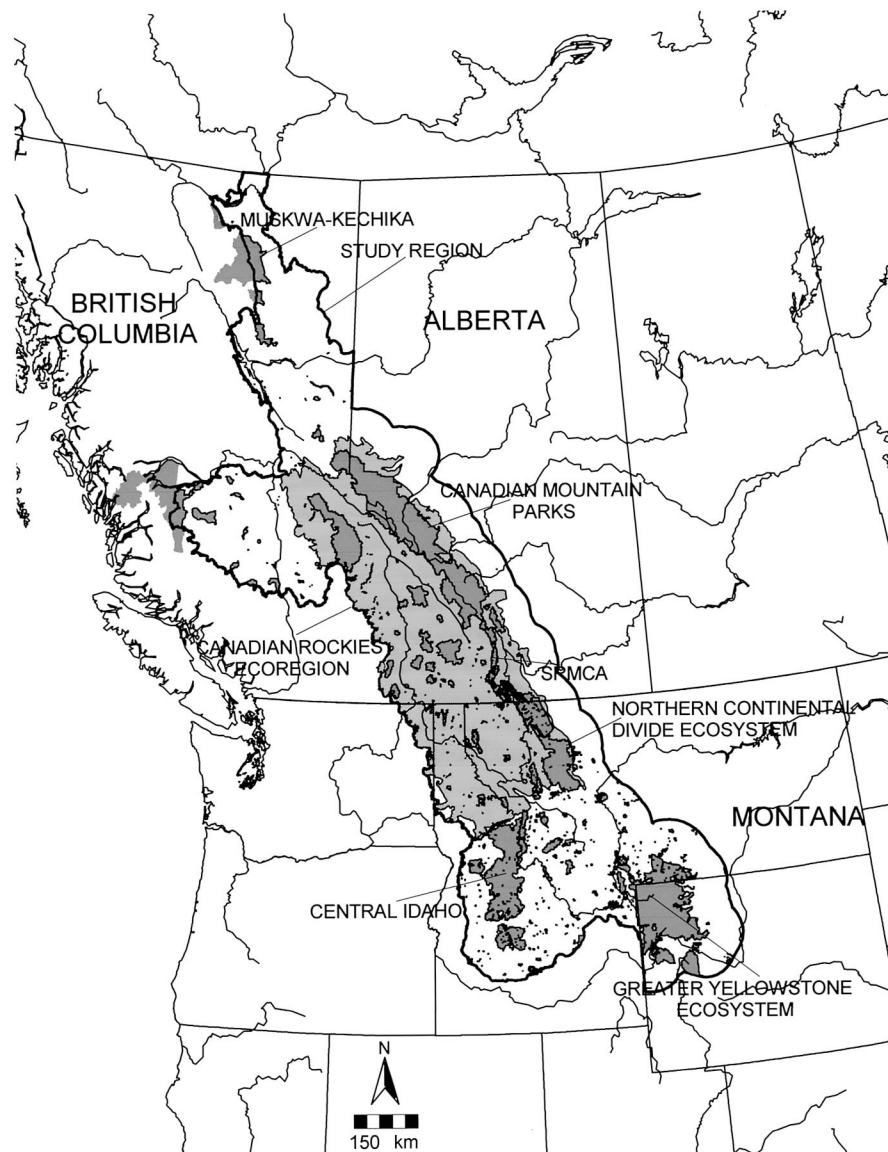 MUSKWA-KECHIKA
STUDY REGION
BRITISH
COLUMBIA
ALBERTA
CANADIAN MOUNTAIN
PARKS
CANADIAN ROCKIES
ECOREGION
SRMCA
NORTHERN CONTINENTAL
DIVIDE ECOSYSTEM
MONTANA
CENTRAL IDAHO
GREATER YELLOWSTONE
ECOSYSTEM
N
150 km